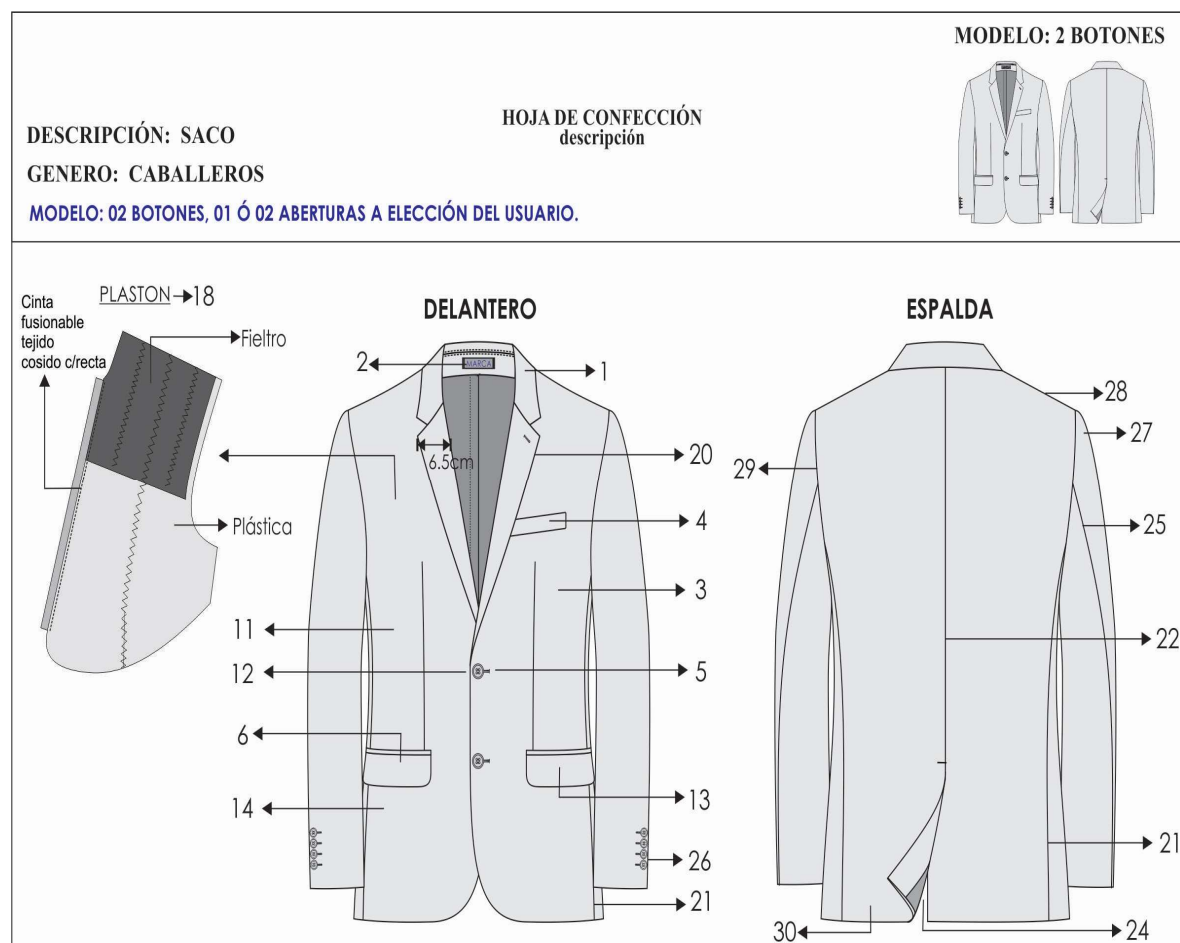 MODELO: 2 BOTONES
HOJA DE CONFECCIÓN
descripción
DESCRIPCIÓN: SACO
GENERO: CABALLEROS
MODELO: 02 BOTONES, 01 Ó 02 ABERTURAS A ELECCIÓN DEL USUARIO.
Cinta
fusionable
tejido
cosido c/recta
PLASTON 18
Fieltro
Plástica
DELANTERO
2
MARCA
1
6.5cm
20
4
3
11
12
5
6
14
13
26
21
ESPALDA
28
27
29
25
22
21
30
24